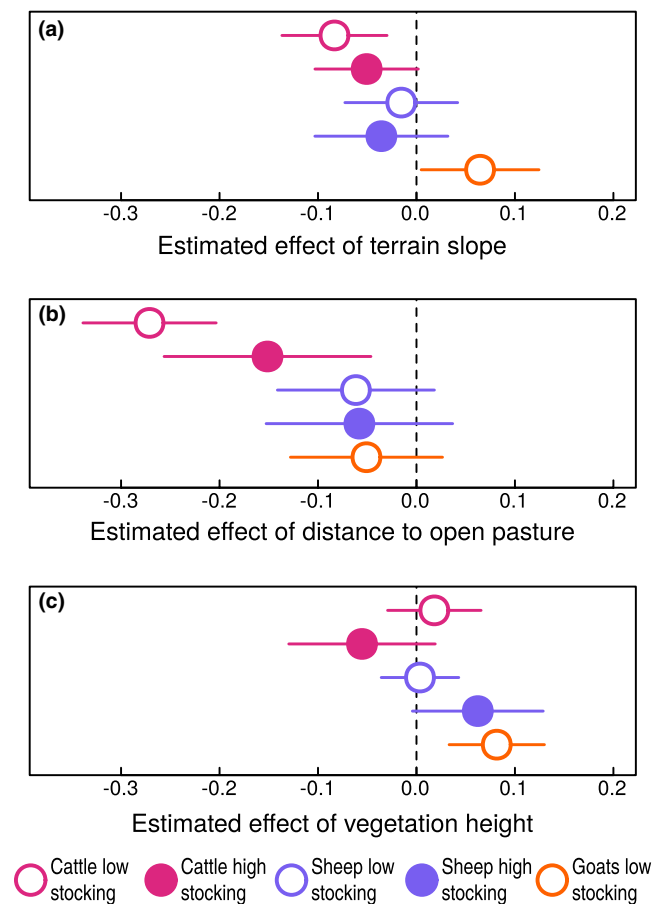 (a)
-0.3 -0.2 -0.1 0.0 0.1 0.2
Estimated effect of terrain slope
(b)
-0.3 -0.2 -0.1 0.0 0.1 0.2
Estimated effect of distance to open pasture
(c)
-0.3 -0.2 -0.1 0.0 0.1 0.2
Estimated effect of vegetation height
Cattle low
stocking
Cattle high
stocking
Sheep low
stocking
Sheep high
stocking
Goats low
stocking